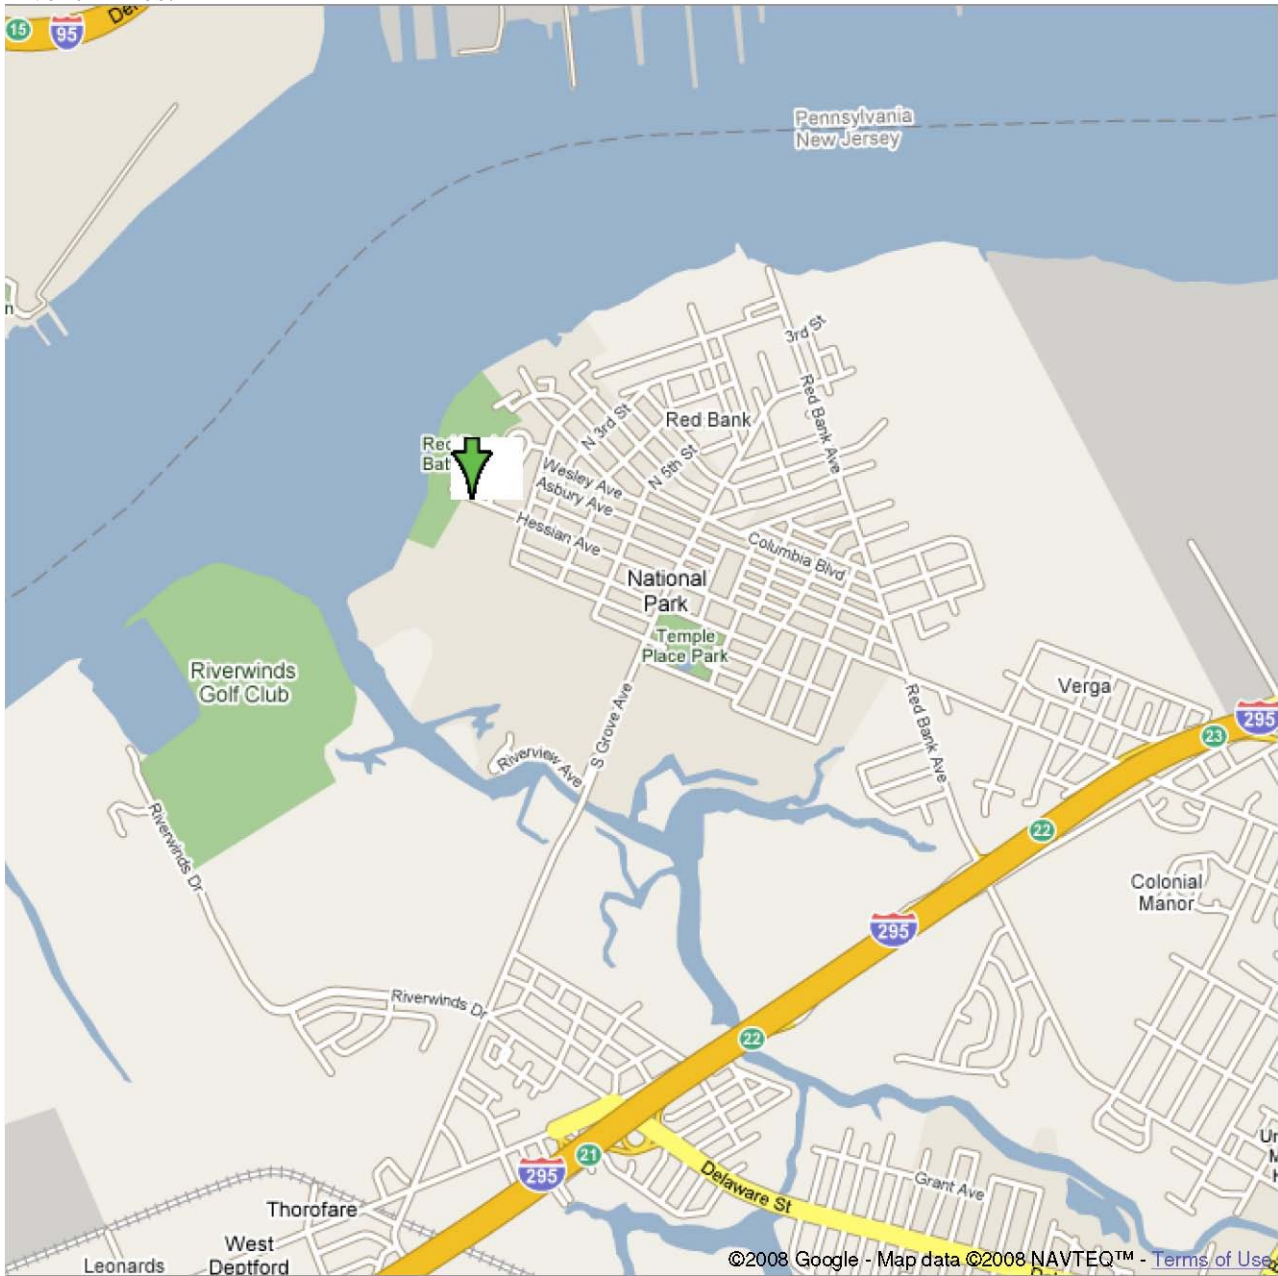 15
95
Pennsylvania
New Jersey
3rd St
Red Bank Ave
Red Bank
N 3rd St
N 5th St
Wesley Ave
Asbury Ave
Hessian Ave
Columbia Blvd
National
Park
Temple
Place Park
Riverwinds
Golf Club
Verga
Red Bank Ave
S Grove Ave
Riverview Ave
295
23
22
Riverwinds Dr
Colonial
Manor
295
Riverwinds Dr
22
21
295
Delaware St
Grant Ave
Thorofare
West
Deptford
Leonards
©2008 Google - Map data ©2008 NAVTEQ™ - Terms of Use